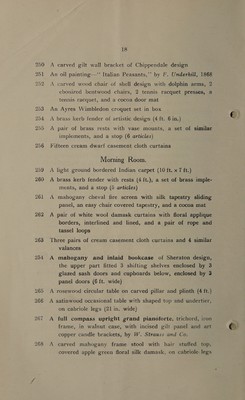 18
250 A carved gilt wall bracket of Chippendale design
251 An oil painting—"Italian Peasants," by F. Underhill, 1868
252 A carved wood chair of shell design with dolphin arms, 2
ebonized bentwood chairs, 2 tennis racquet presses, a
tennis racquet, and a cocoa door mat
253 An Ayres Wimbledon croquet set in box
254 A brass kerb fender of artistic design (4 ft. 6 in.)
255 A pair of brass rests with vase mounts, a set of similar
implements, and a stop (6 articles)
256 Fifteen cream dwarf casement cloth curtains
Morning Room.
259 A light ground bordered Indian carpet (10 ft. x 7 ft.)
260 A brass kerb fender with rests (4 ft.), a set of brass imple-
ments, and a stop (5 articles)
261 A mahogany cheval fire screen with silk tapestry sliding
panel, an easy chair covered tapestry, and a cocoa mat
262 A pair of white wool damask curtains with floral applique
borders, interlined and lined, and a pair of rope and
tassel loops
263 Three pairs of cream casement cloth curtains and 4 similar
valances
264 A mahogany and inlaid bookcase of Sheraton design,
the upper part fitted 3 shifting shelves enclosed by 2
glazed sash doors and cupboards below, enclosed by 2
panel doors (5 ft. wide)
265 A rosewood circular table on carved pillar and plinth (4 ft.)
266 A satinwood occasional table with shaped top and undertier,
on cabriole legs (21 in. wide)
267 A full compass upright grand pianoforte, trichord, iron
frame, in walnut case, with incised gilt panel and set
copper candle brackets, by W. Strauss and Co.
268 A carved mahogany frame stool with hair stuffed top,
covered apple green floral silk damask, on cabriole legs